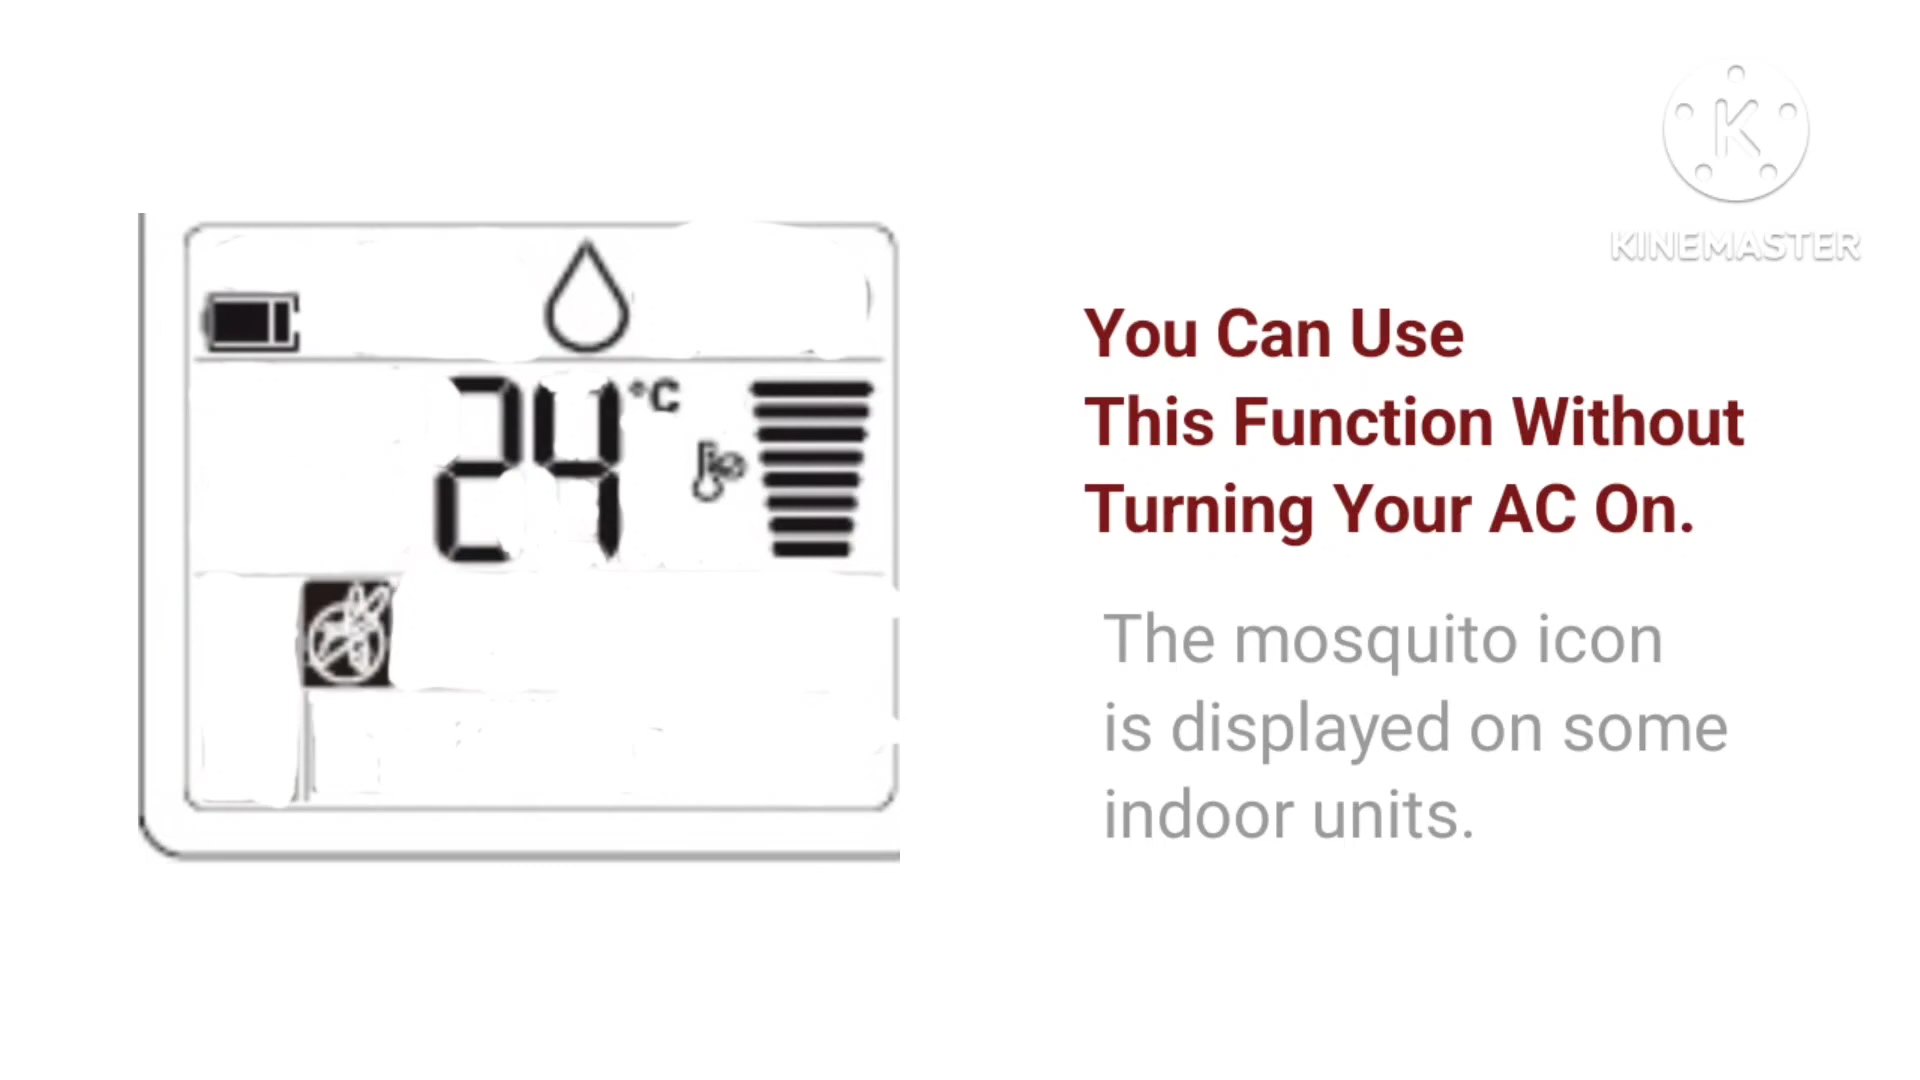 KINEMASTER
24 °C
You Can Use
This Function Without
Turning Your AC On.
The mosquito icon
is displayed on some
indoor units.